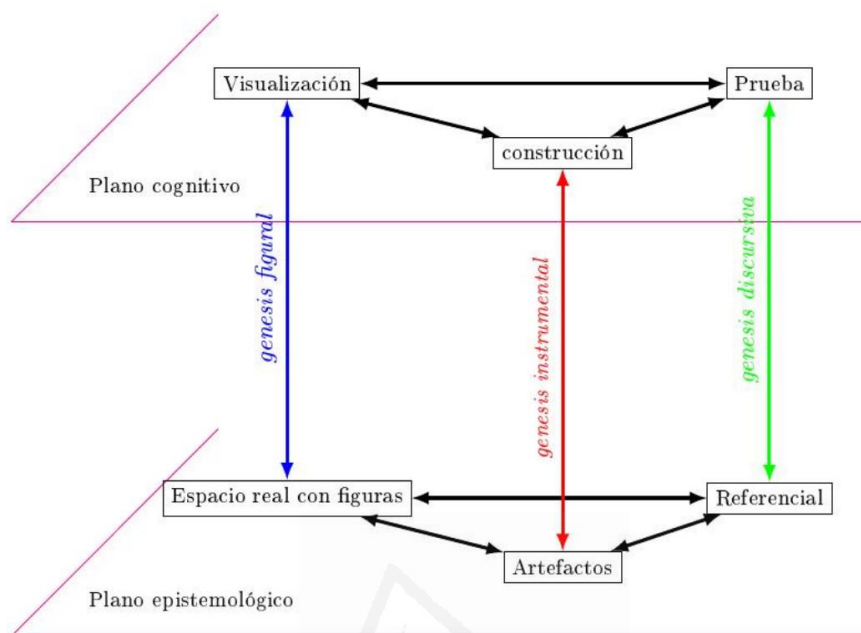 Visualización
Prueba
construcción
Plano cognitivo
genesis figural
genesis instrumental
genesis discursiva
Espacio real con figuras
Referencial
Artefactos
Plano epistemológico